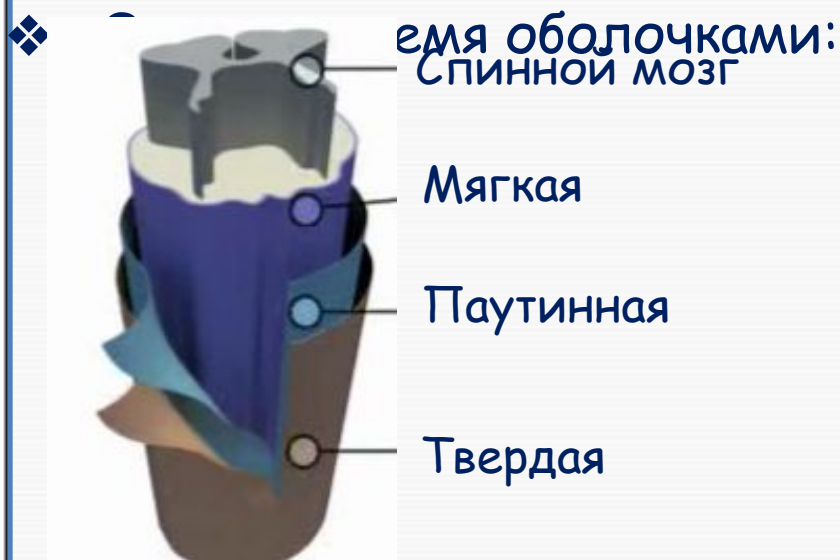 емя оболочками:
Спинной мозг
Мягкая
Паутинная
Твердая